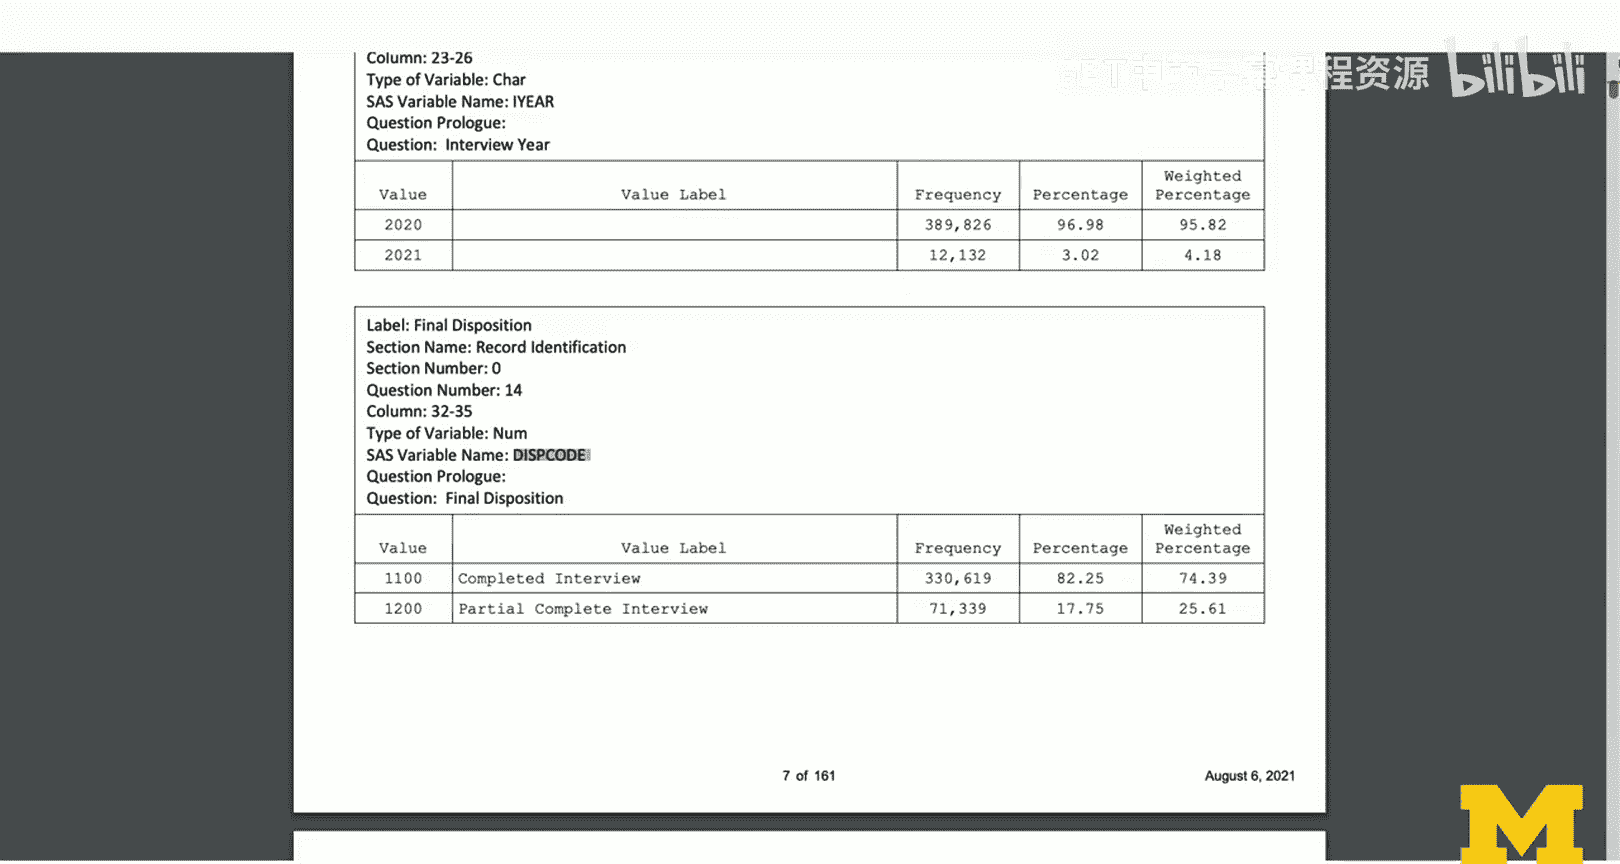 Column: 23-26
程资源 bilibili
Type of Variable: Char
SAS Variable Name: IYEAR
Question Prologue:
Question: Interview Year
Value Value Label Frequency Percentage Weighted Percentage
2020 389,826 96.98 95.82
2021 12,132 3.02 4.18
Label: Final Disposition
Section Name: Record Identification
Section Number: 0
Question Number: 14
Column: 32-35
Type of Variable: Num
SAS Variable Name: DISPCODE
Question Prologue:
Question: Final Disposition
Value Value Label Frequency Percentage Weighted Percentage
1100 Completed Interview 330,619 82.25 74.39
1200 Partial Complete Interview 71,339 17.75 25.61
7 of 161 August 6, 2021
M